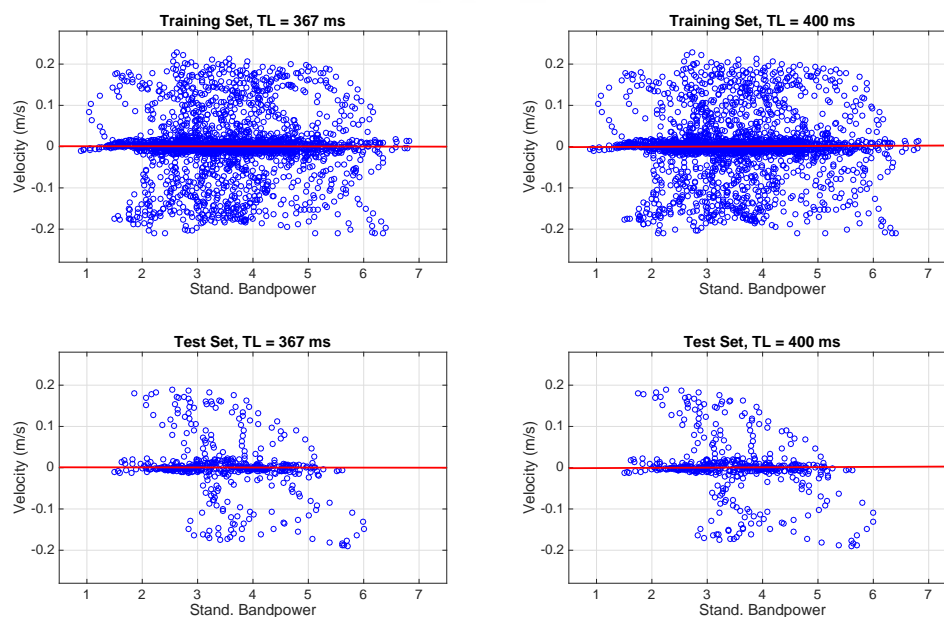 Training Set, TL = 367 ms
Velocity (m/s)
0.2
0.1
0
-0.1
-0.2
1 2 3 4 5 6 7
Stand. Bandpower
Training Set, TL = 400 ms
Velocity (m/s)
0.2
0.1
0
-0.1
-0.2
1 2 3 4 5 6 7
Stand. Bandpower
Test Set, TL = 367 ms
Velocity (m/s)
0.2
0.1
0
-0.1
-0.2
1 2 3 4 5 6 7
Stand. Bandpower
Test Set, TL = 400 ms
Velocity (m/s)
0.2
0.1
0
-0.1
-0.2
1 2 3 4 5 6 7
Stand. Bandpower